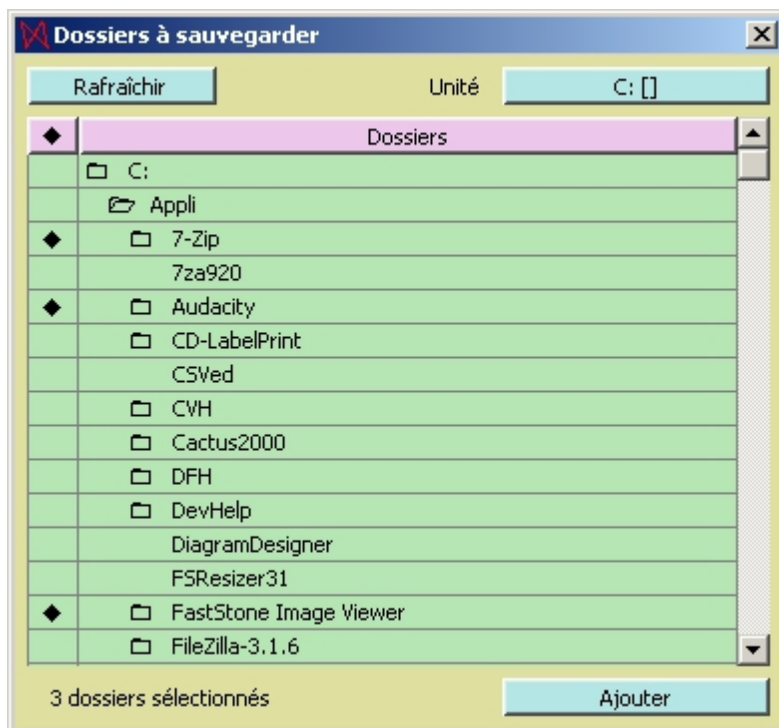 Dossiers à sauvegarder
Rafraîchir Unité C: []
◆ Dossiers
C:
Appli
◆ 7-Zip
7za920
◆ Audacity
CD-LabelPrint
CSVed
CVH
Cactus2000
DFH
DevHelp
DiagramDesigner
FSResizer31
◆ FastStone Image Viewer
FileZilla-3.1.6
3 dossiers sélectionnés Ajouter